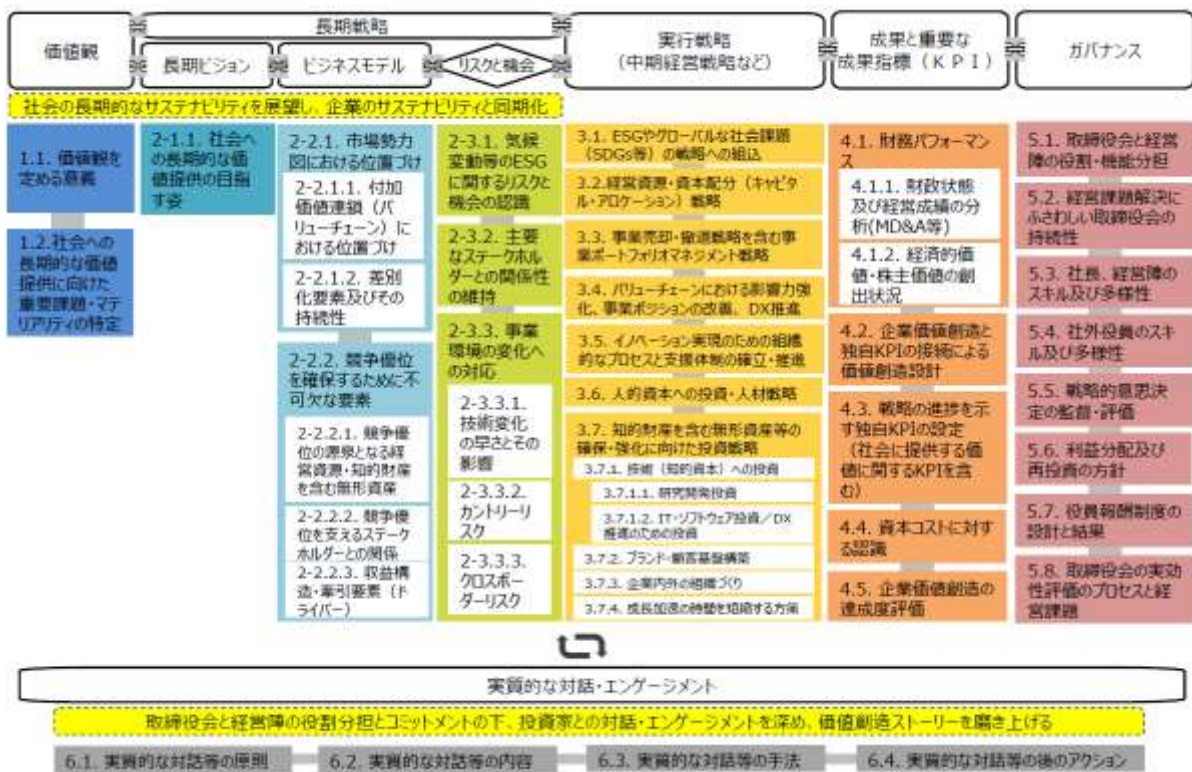 価値観
長期戦略
長期ビジョン
ビジネスモデル
リスクと機会
実行戦略
(中期経営戦略など)
成果と重要な
成果指標(KPI)
ガバナンス
社会の長期的なサステナビリティを展望し、企業のサステナビリティと同期化
1.1. 価値観を
定める意義
1.2.社会への
長期的な価値
提供に向けた
重要課題・マテ
リアリティの特定
2-1.1. 社会へ
の長期的な価
値提供の目指
す姿
2-2.1. 市場勢力
図における位置づけ
2-2.1.1. 付加
価値連鎖(バ
リューチェーン)に
おける位置づけ
2-2.1.2. 差別
化要素及びその
持続性
2-2.2. 競争優位
を確保するために不
可欠な要素
2-2.2.1. 競争優
位の源泉となる経
営資源・知的財産
を含む無形資産
2-2.2.2. 競争優
位を支えるステーク
ホルダーとの関係
2-2.2.3. 収益構
造・牽引要素(ド
ライバー)
2-3.1. 気候
変動等のESG
に関するリスクと
機会の認識
2-3.2. 主要
なステークホル
ダーとの関係性
の維持
2-3.3. 事業
環境の変化へ
の対応
2-3.3.1.
技術変化
の早さとその
影響
2-3.3.2.
カントリーリ
スク
2-3.3.3.
クロスボー
ダーリスク
3.1. ESGやグローバルな社会課題
(SDGs等)の戦略への組込
3.2.経営資源・資本配分(キャピタ
ル・アロケーション)戦略
3.3. 事業売却・撤退戦略を含む事
業ポートフォリオマネジメント戦略
3.4. バリューチェーンにおける影響力強
化、事業ポジションの改善、DX推進
3.5. イノベーション実現のための組織
的なプロセスと支援体制の確立・推進
3.6. 人的資本への投資・人材戦略
3.7. 知的財産を含む無形資産等の
確保・強化に向けた投資戦略
3.7.1. 技術(知的資本)への投資
3.7.1.1. 研究開発投資
3.7.1.2. IT・ソフトウェア投資/DX
推進のための投資
3.7.2. ブランド・顧客基盤構築
3.7.3. 企業内外の組織づくり
3.7.4. 成長加速の時間を短縮する方策
4.1. 財務パフォーマン
ス
4.1.1. 財政状態
及び経営成績の分
析(MD&A等)
4.1.2. 経済的価
値・株主価値の創
出状況
4.2. 企業価値創造と
独自KPIの接続による
価値創造設計
4.3. 戦略の進捗を示
す独自KPIの設定
(社会に提供する価
値に関するKPIを含
む)
4.4. 資本コストに対す
る認識
4.5. 企業価値創造の
達成度評価
5.1. 取締役会と経営
陣の役割・機能分担
5.2. 経営課題解決に
ふさわしい取締役会の
持続性
5.3. 社長、経営陣の
スキル及び多様性
5.4. 社外役員のスキ
ル及び多様性
5.5. 戦略的意思決
定の監督・評価
5.6. 利益分配及び
再投資の方針
5.7. 役員報酬制度の
設計と結果
5.8. 取締役会の実効
性評価のプロセスと経
営課題
実質的な対話・エンゲージメント
取締役会と経営陣の役割分担とコミットメントの下、投資家との対話・エンゲージメントを深め、価値創造ストーリーを磨き上げる
6.1. 実質的な対話等の原則
6.2. 実質的な対話等の内容
6.3. 実質的な対話等の手法
6.4. 実質的な対話等の後のアクション